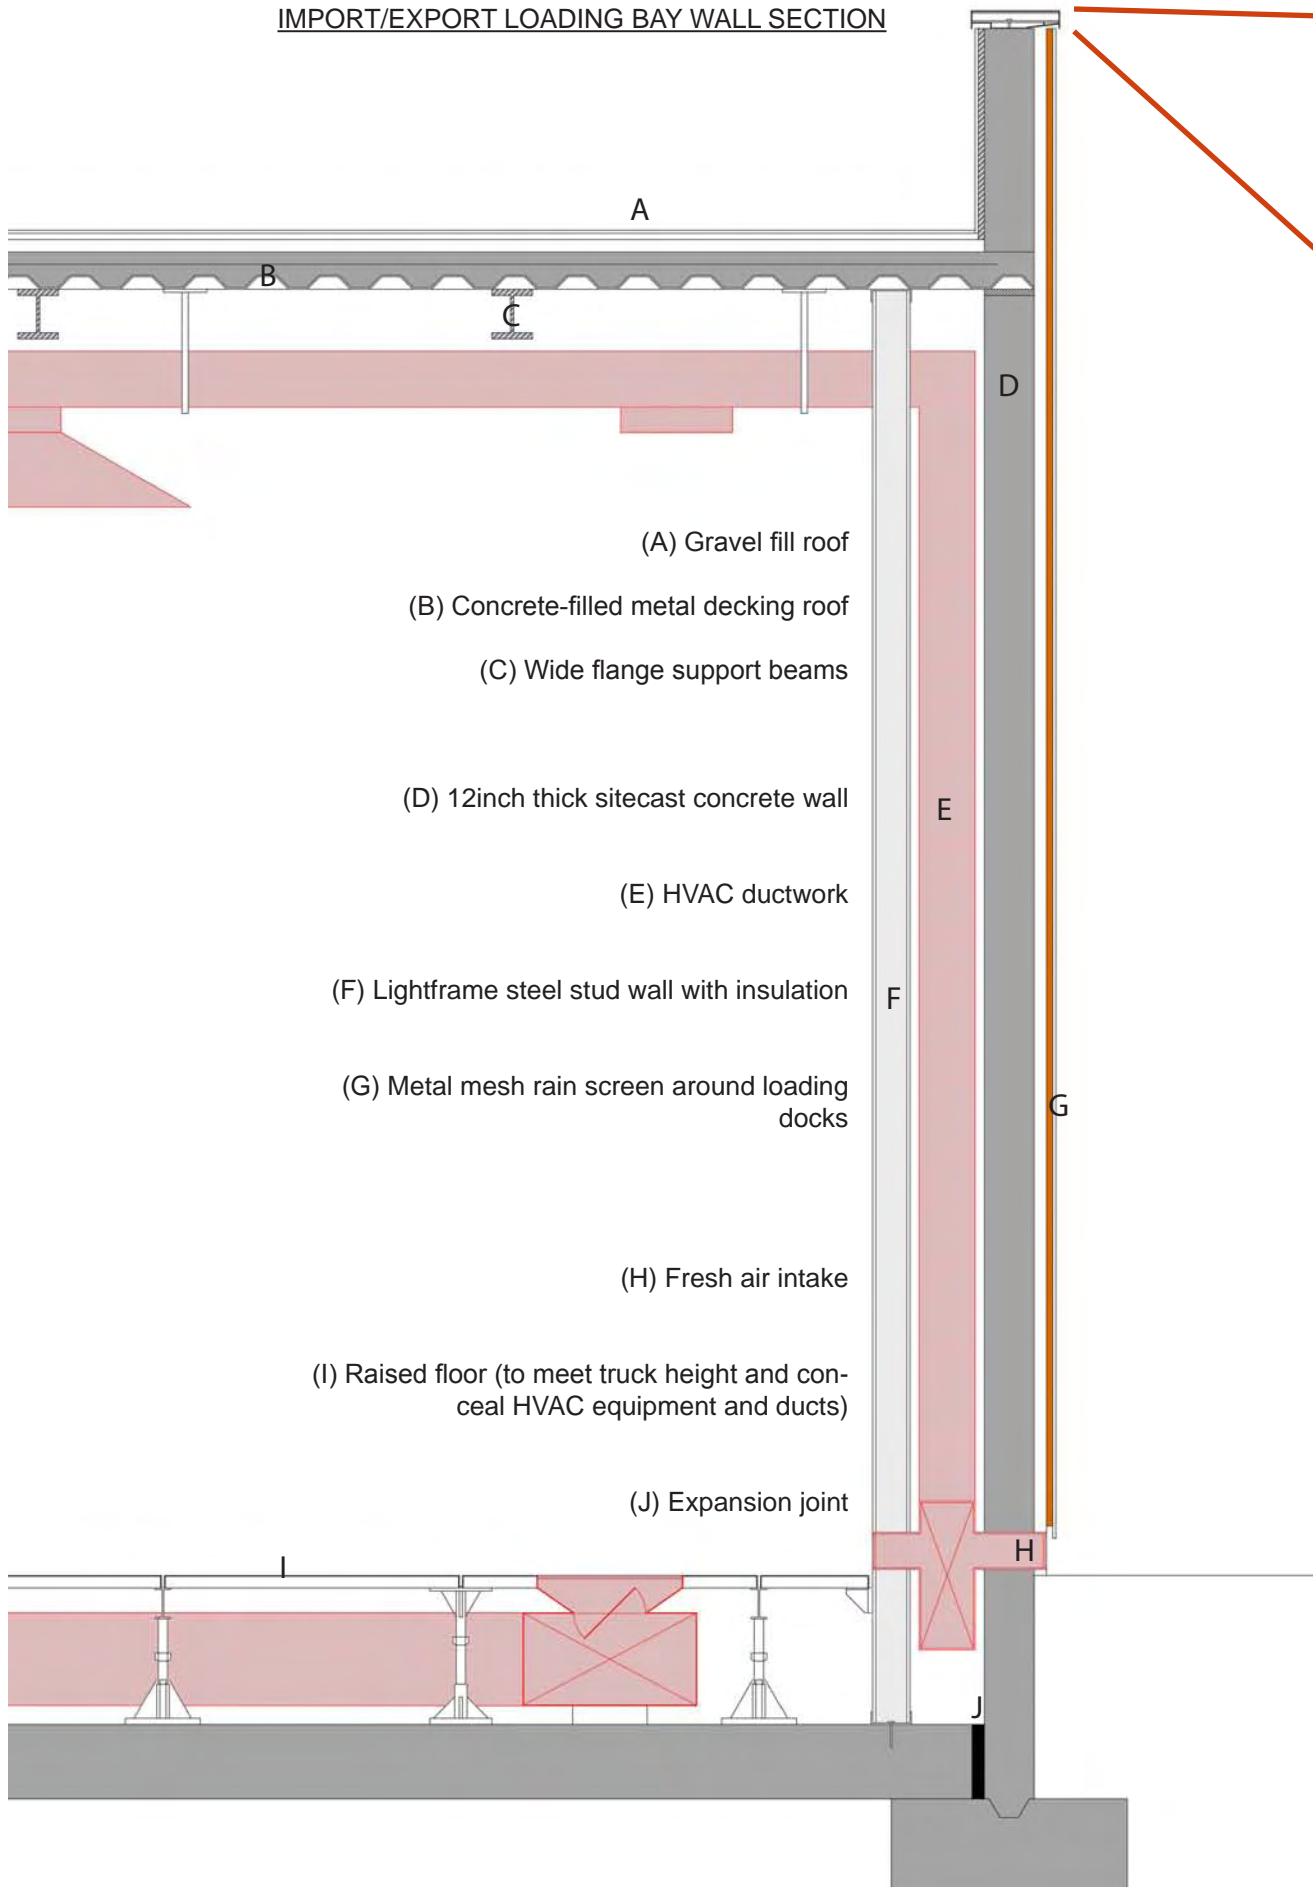 IMPORT/EXPORT LOADING BAY WALL SECTION
A
B
C
D
(A) Gravel fill roof
(B) Concrete-filled metal decking roof
(C) Wide flange support beams
(D) 12inch thick sitecast concrete wall
E
(E) HVAC ductwork
(F) Lightframe steel stud wall with insulation
F
(G) Metal mesh rain screen around loading
docks
G
(H) Fresh air intake
(I) Raised floor (to meet truck height and con-
ceal HVAC equipment and ducts)
(J) Expansion joint
H
I
J